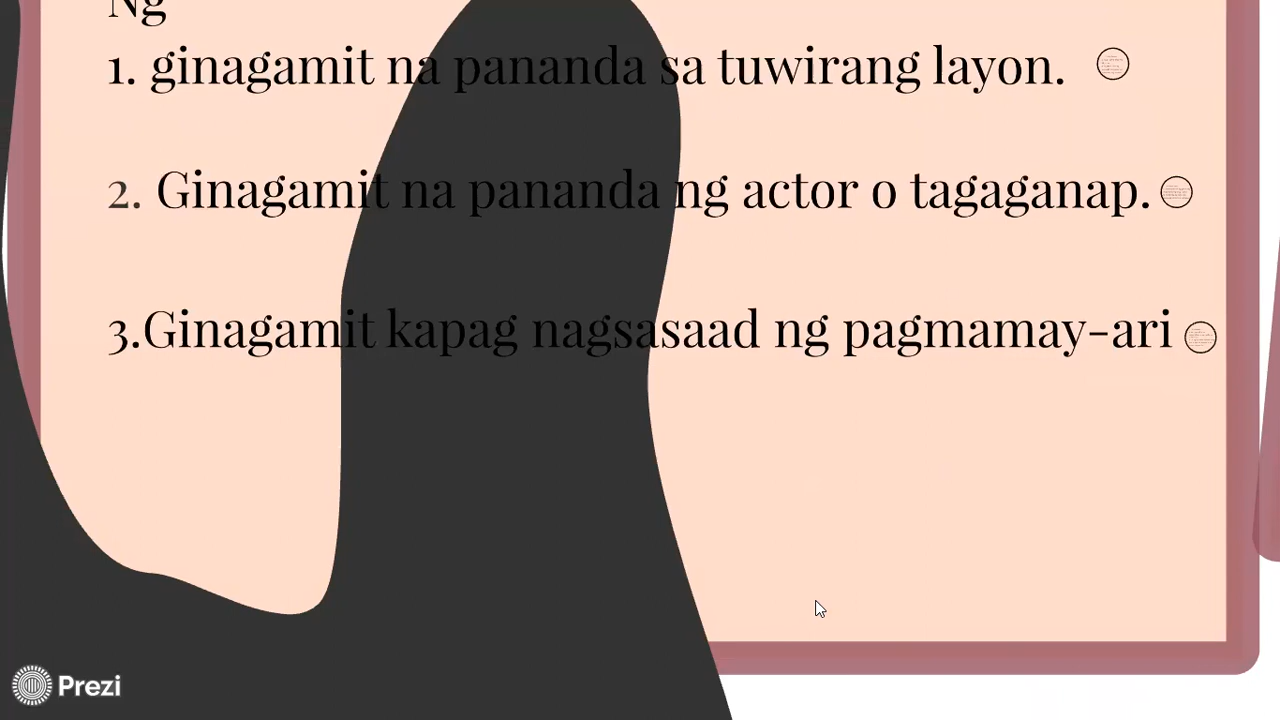 Ng
1. ginagamit na pananda sa tuwirang layon.
2. Ginagamit na pananda ng actor o tagaganap.
3.Ginagamit kapag nagsasaad ng pagmamay-ari
Prezi